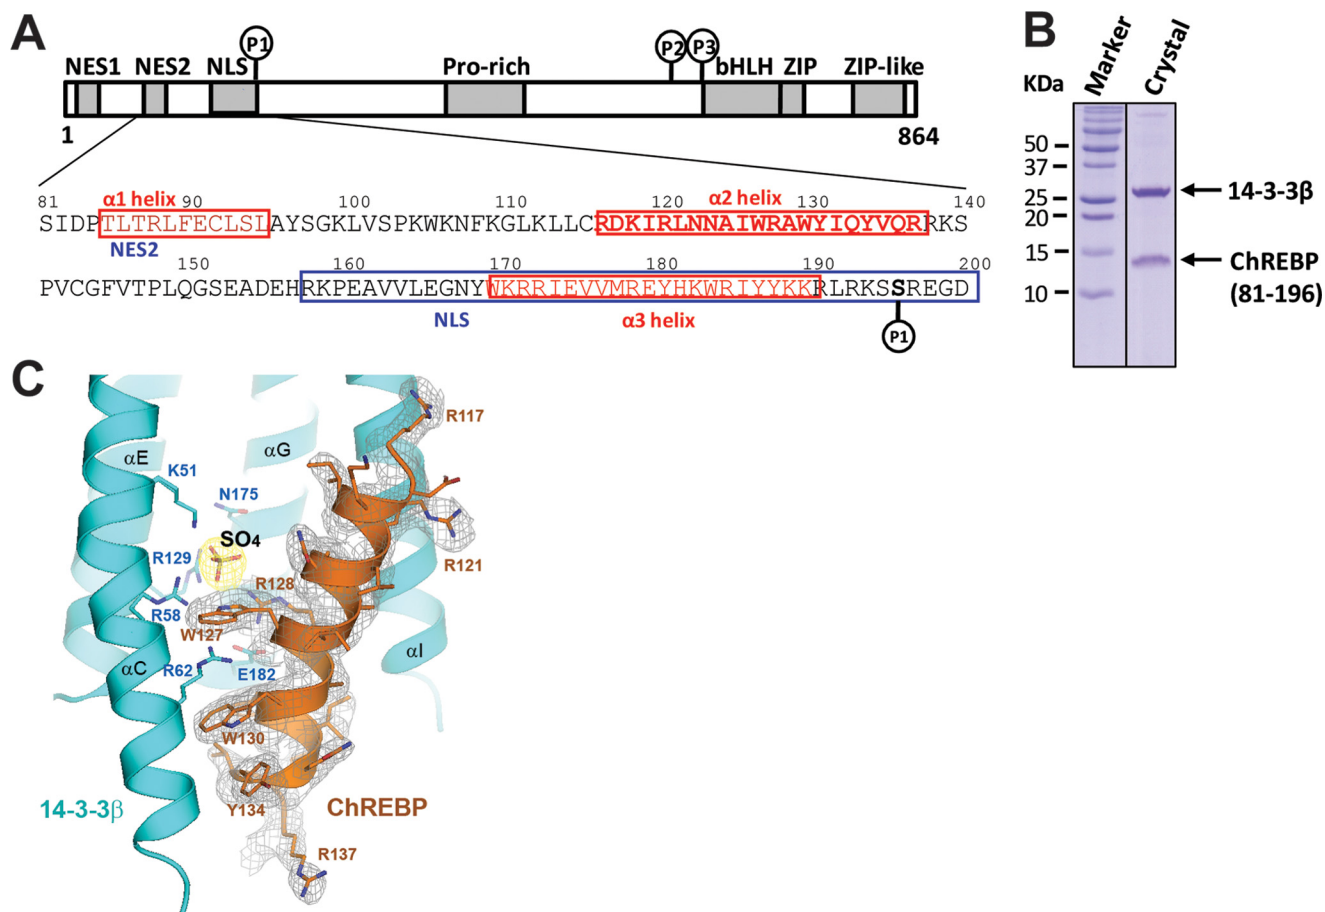 A
NES1 NES2 NLS P1 Pro-rich P2 P3 bHLH ZIP ZIP-like
1 864
81 α1 helix 90 100 110 120 α2 helix 130 140
SIDPTLTRLFECLSLAYSGKLVSPKWKNFKGLKLLCRDKIRLNNAIWRAWYIQYVQRRKS
NES2
150 160 170 180 190 200
PVCGFVTPLQGSEADEHRKPEAVVLEGNYWKRRIEVVMREYHKWRIYYKKRLRKSSREGD
NLS α3 helix P1
B
Marker Crystal
KDa
50
37
25 14-3-3β
20
15 ChREBP
(81-196)
10
C
R117
αE αG
K51
N175
SO4
R129
R121
R128
R58
W127
αC R62 E182 αI
W130
14-3-3β Y134 ChREBP
R137